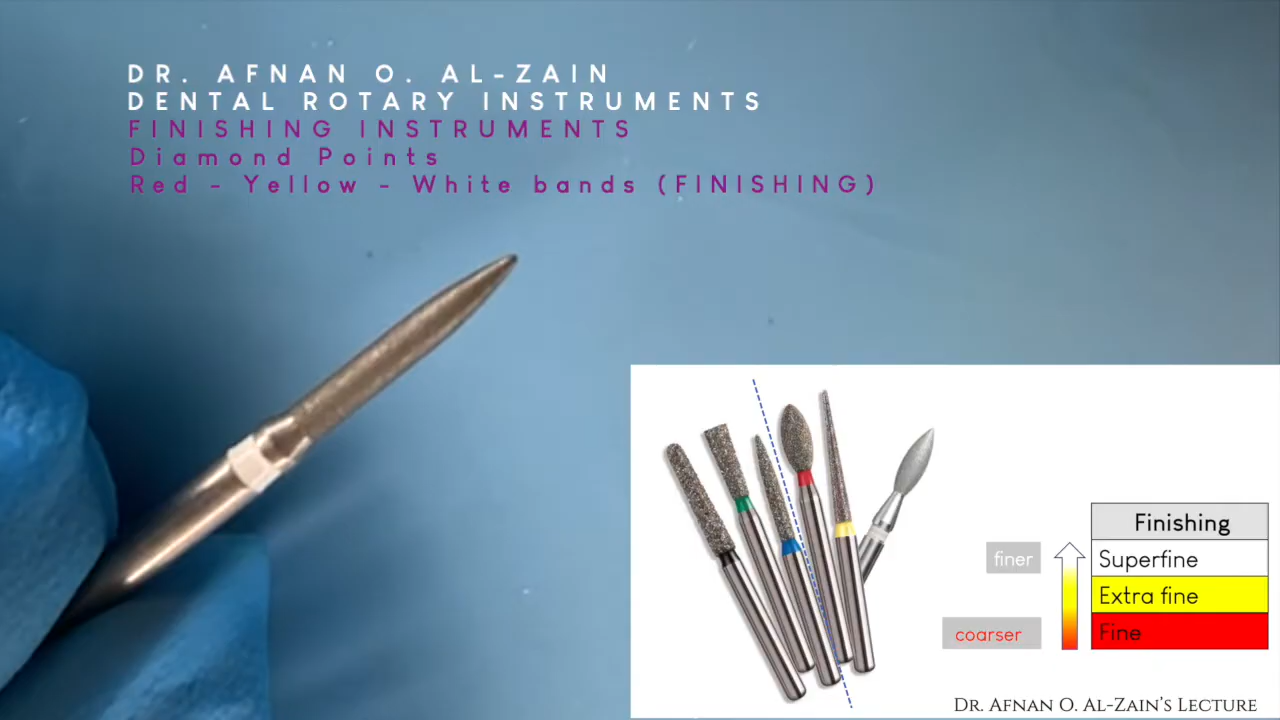 DR. AFNAN O. AL-ZAIN
DENTAL ROTARY INSTRUMENTS
FINISHING INSTRUMENTS
Diamond Points
Red - Yellow - White bands (FINISHING)
Finishing
finer
Superfine
Extra fine
coarser
Fine
Dr. Afnan O. Al-Zain's Lecture